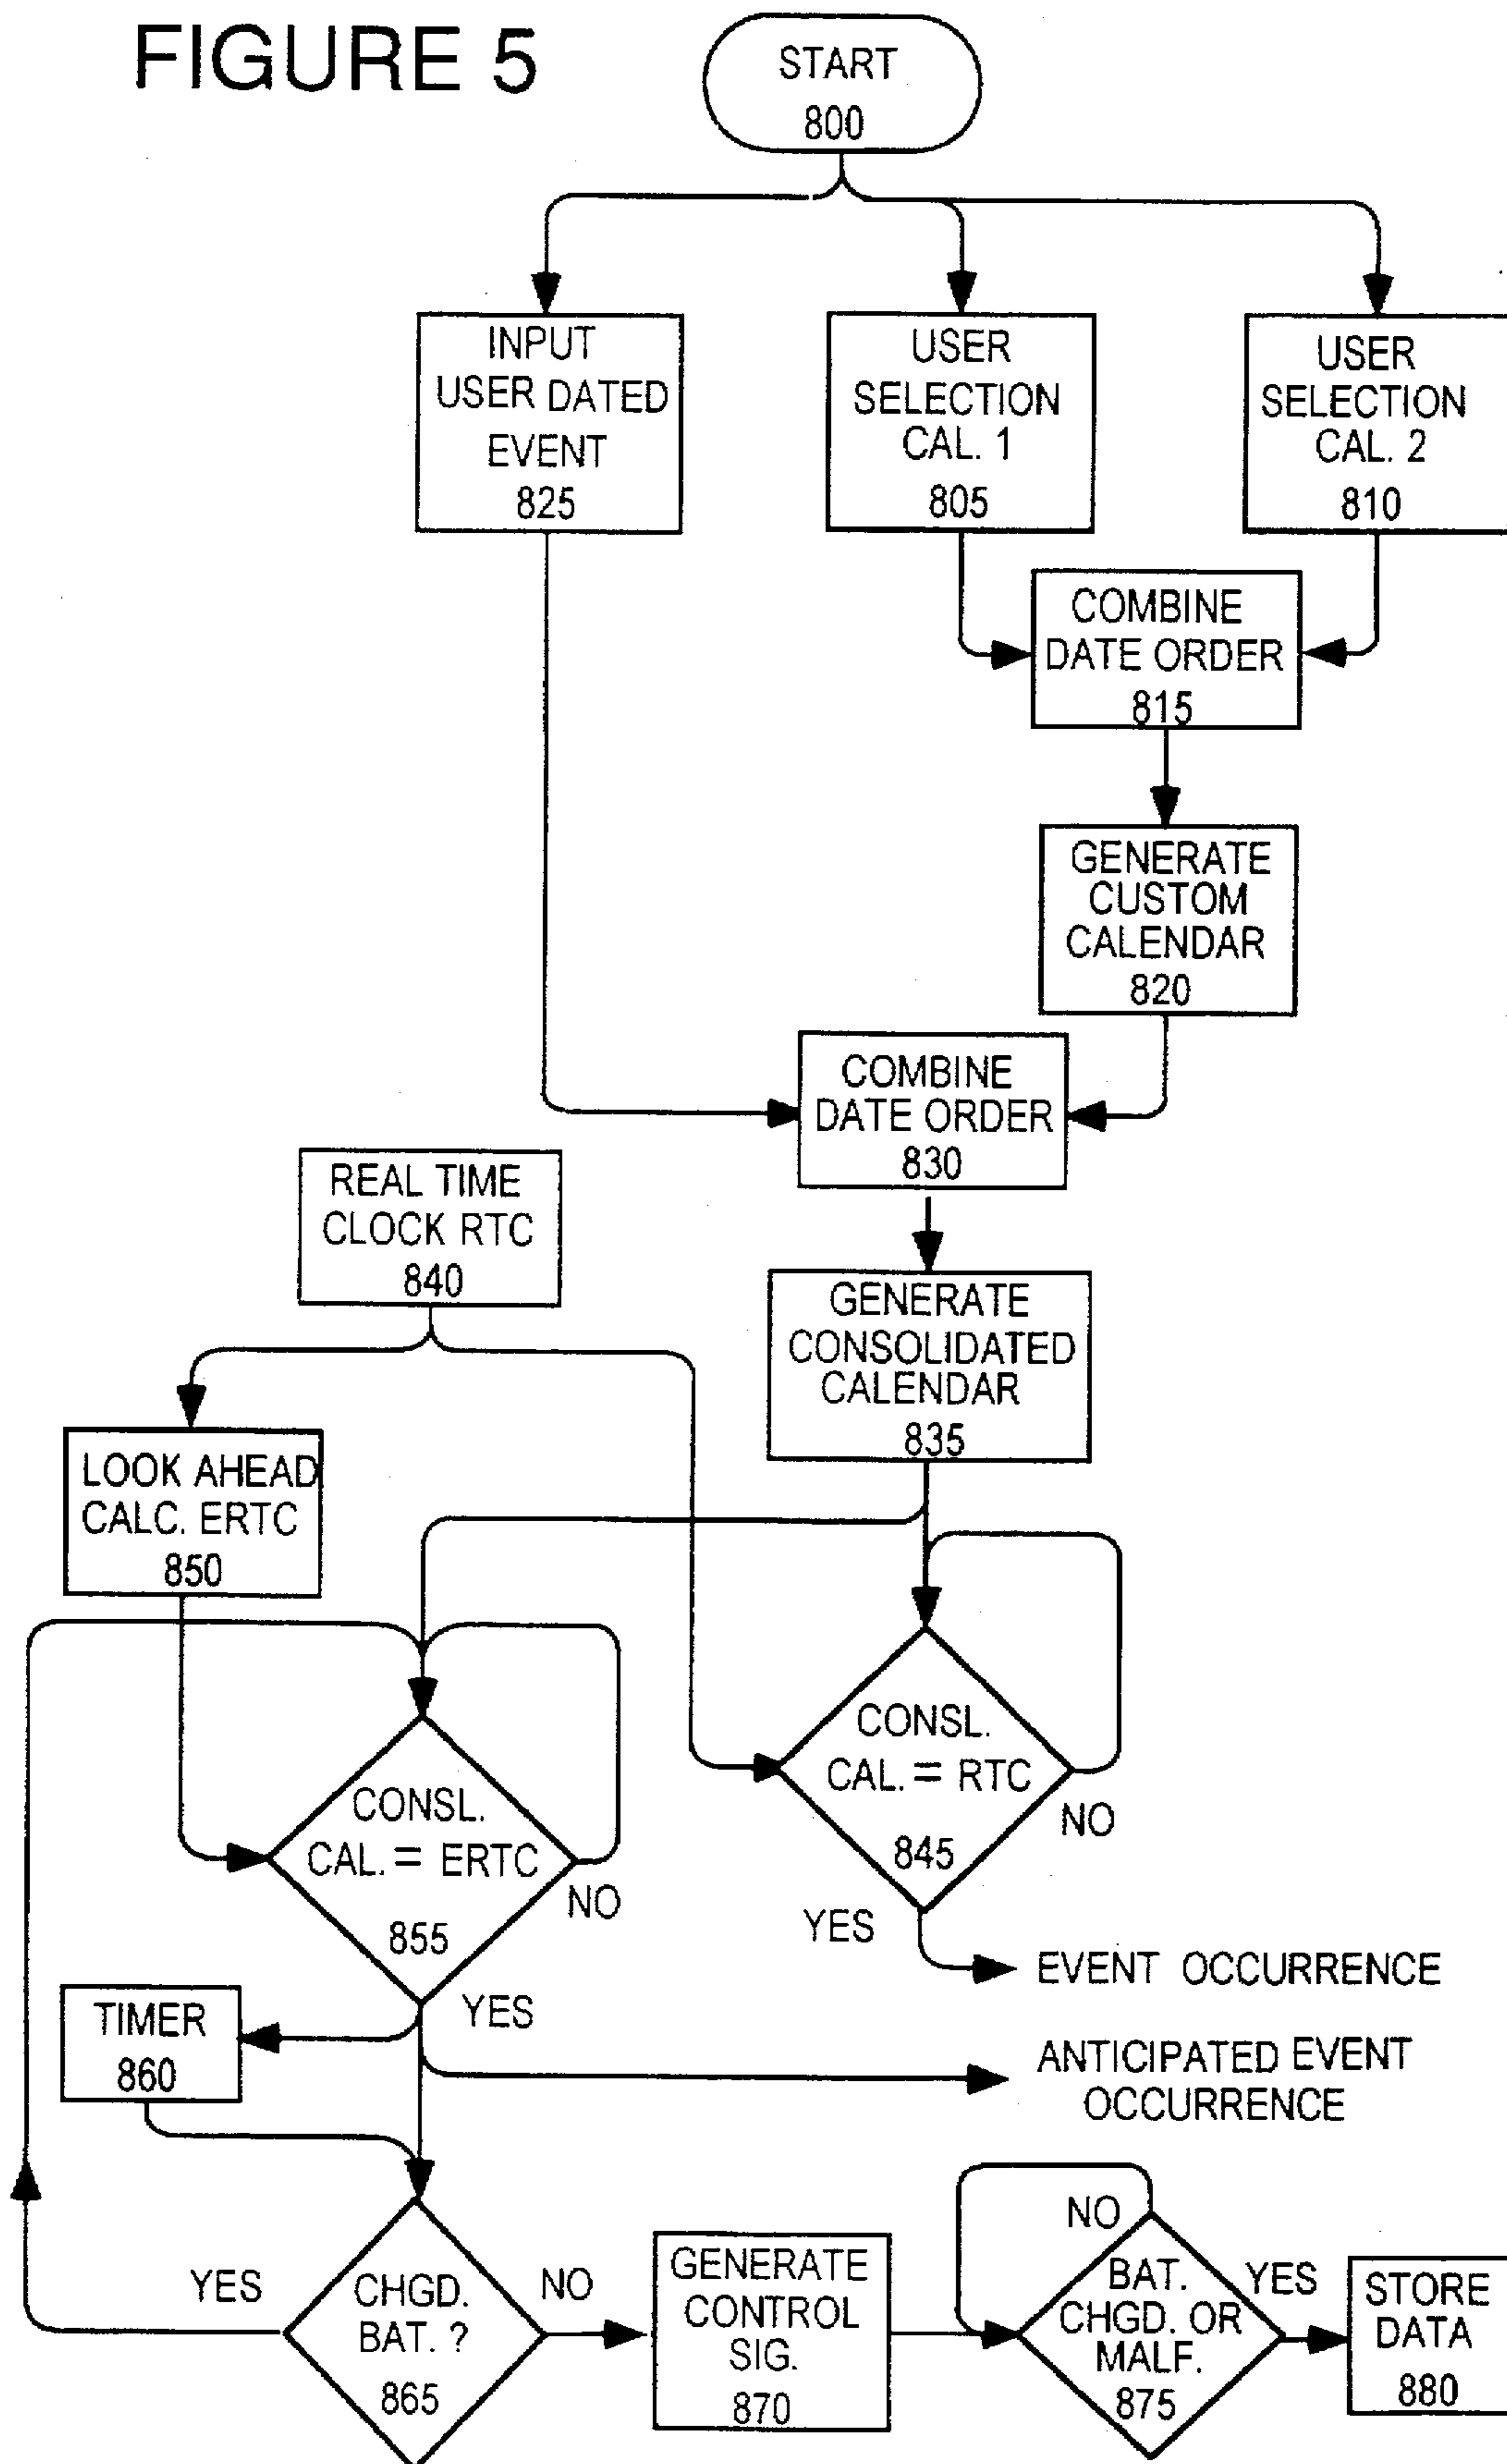 FIGURE 5
START
800
INPUT
USER DATED
EVENT
825
USER
SELECTION
CAL. 1
805
USER
SELECTION
CAL. 2
810
COMBINE
DATE ORDER
815
GENERATE
CUSTOM
CALENDAR
820
COMBINE
DATE ORDER
830
REAL TIME
CLOCK RTC
840
GENERATE
CONSOLIDATED
CALENDAR
835
LOOK AHEAD
CALC. ERTC
850
CONSL.
CAL. = RTC
845
NO
YES
EVENT OCCURRENCE
CONSL.
CAL. = ERTC
855
NO
YES
TIMER
860
ANTICIPATED EVENT
OCCURRENCE
CHGD.
BAT. ?
865
YES
NO
GENERATE
CONTROL
SIG.
870
NO
BAT.
CHGD. OR
MALF.
875
YES
STORE
DATA
880